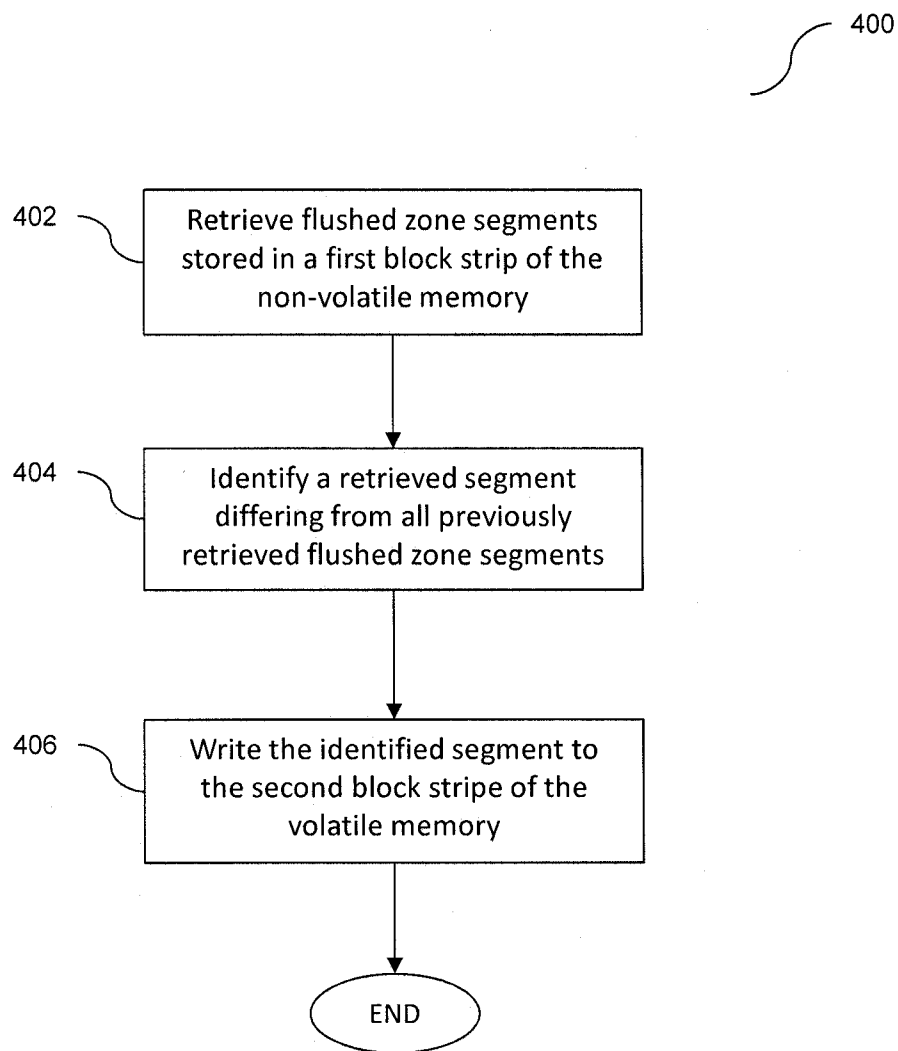 400
402
Retrieve flushed zone segments
stored in a first block strip of the
non-volatile memory
404
Identify a retrieved segment
differing from all previously
retrieved flushed zone segments
406
Write the identified segment to
the second block stripe of the
volatile memory
END